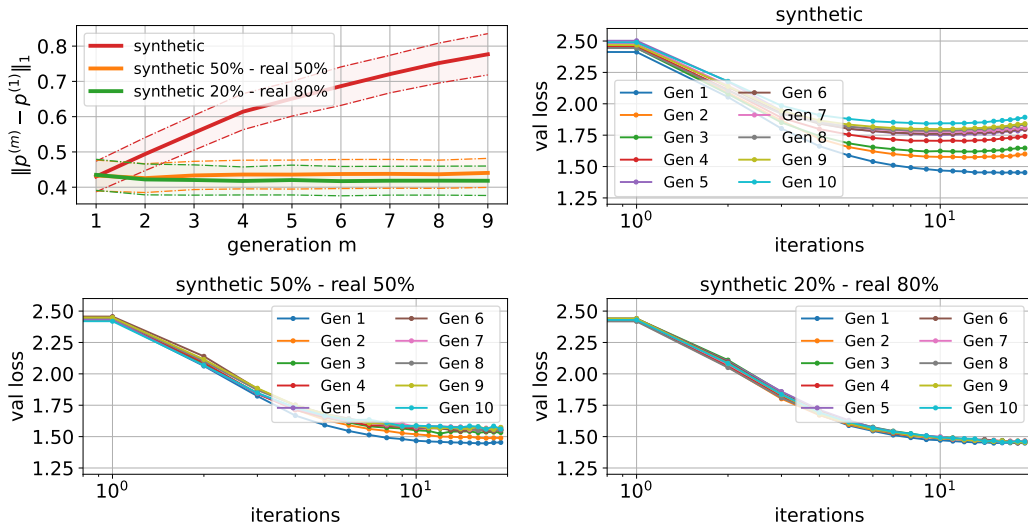 ‖p^(m) − p^(1)‖_1
0.8
0.7
0.6
0.5
0.4
synthetic
synthetic 50% - real 50%
synthetic 20% - real 80%
1 2 3 4 5 6 7 8 9
generation m
synthetic
val loss
2.50
2.25
2.00
1.75
1.50
1.25
Gen 1 Gen 6
Gen 2 Gen 7
Gen 3 Gen 8
Gen 4 Gen 9
Gen 5 Gen 10
10^0 10^1
iterations
synthetic 50% - real 50%
val loss
2.50
2.25
2.00
1.75
1.50
1.25
Gen 1 Gen 6
Gen 2 Gen 7
Gen 3 Gen 8
Gen 4 Gen 9
Gen 5 Gen 10
10^0 10^1
iterations
synthetic 20% - real 80%
val loss
2.50
2.25
2.00
1.75
1.50
1.25
Gen 1 Gen 6
Gen 2 Gen 7
Gen 3 Gen 8
Gen 4 Gen 9
Gen 5 Gen 10
10^0 10^1
iterations